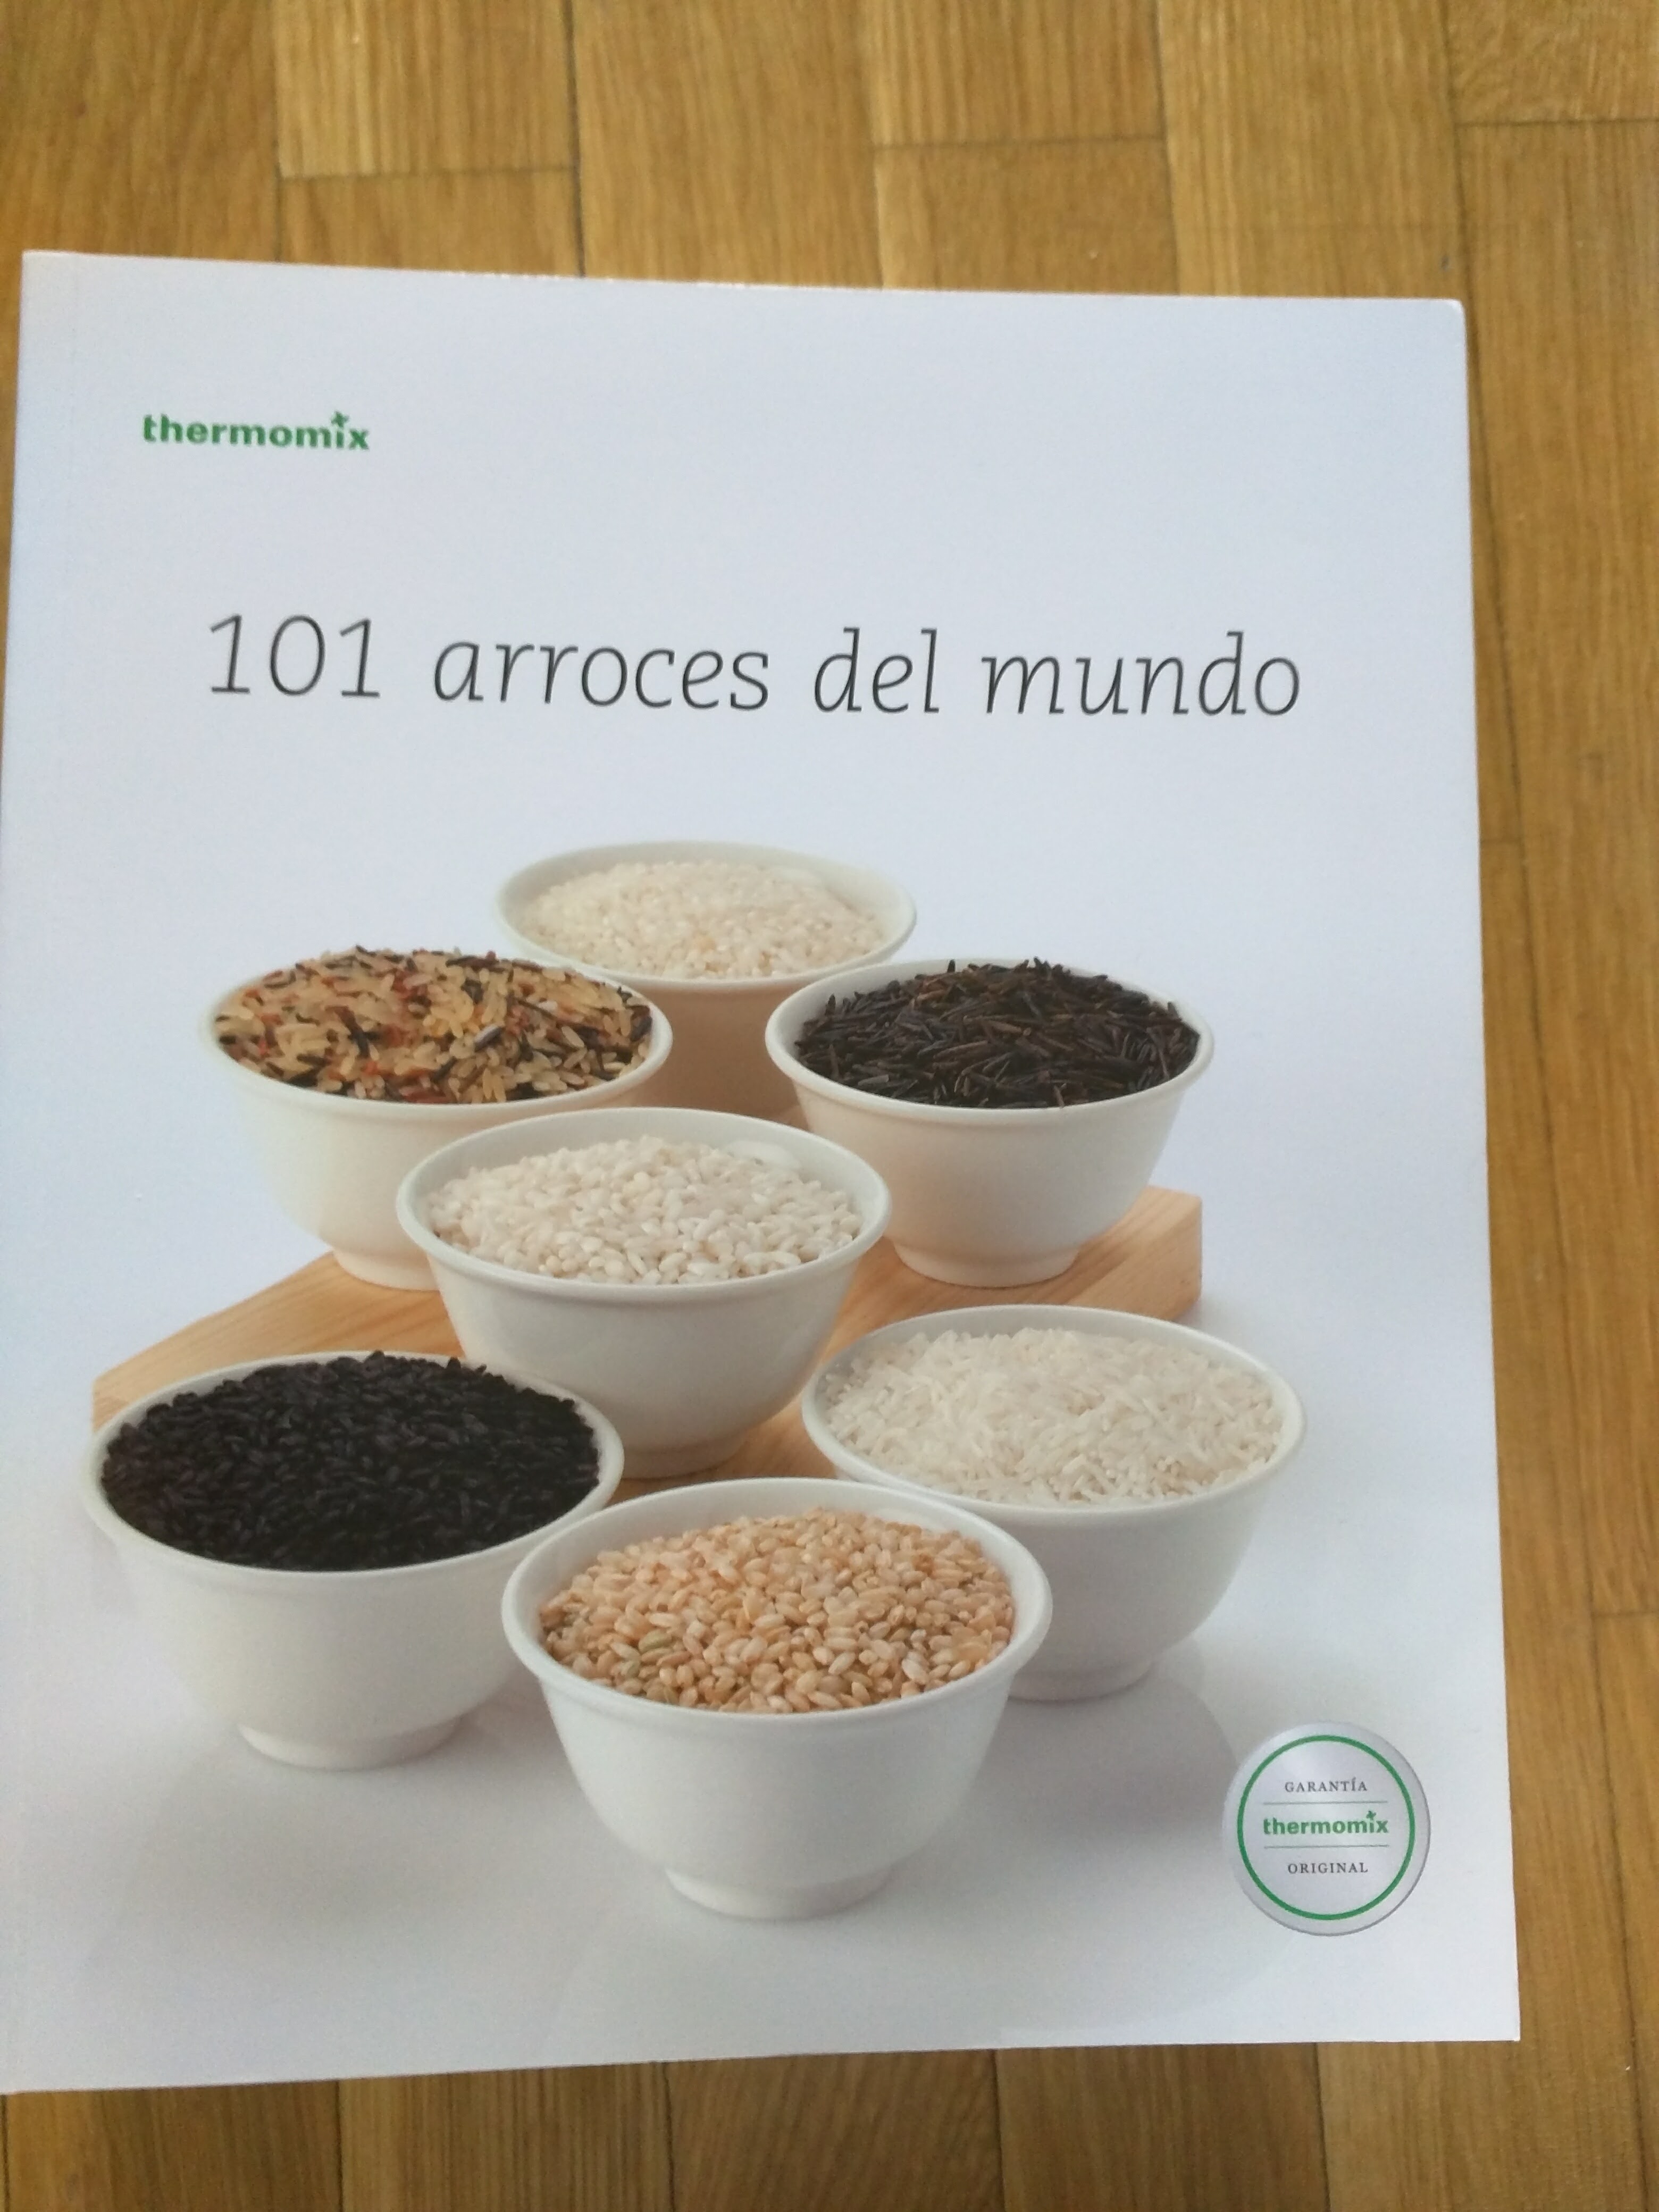 thermomix
101 arroces del mundo
GARANTÍA
thermomix
ORIGINAL